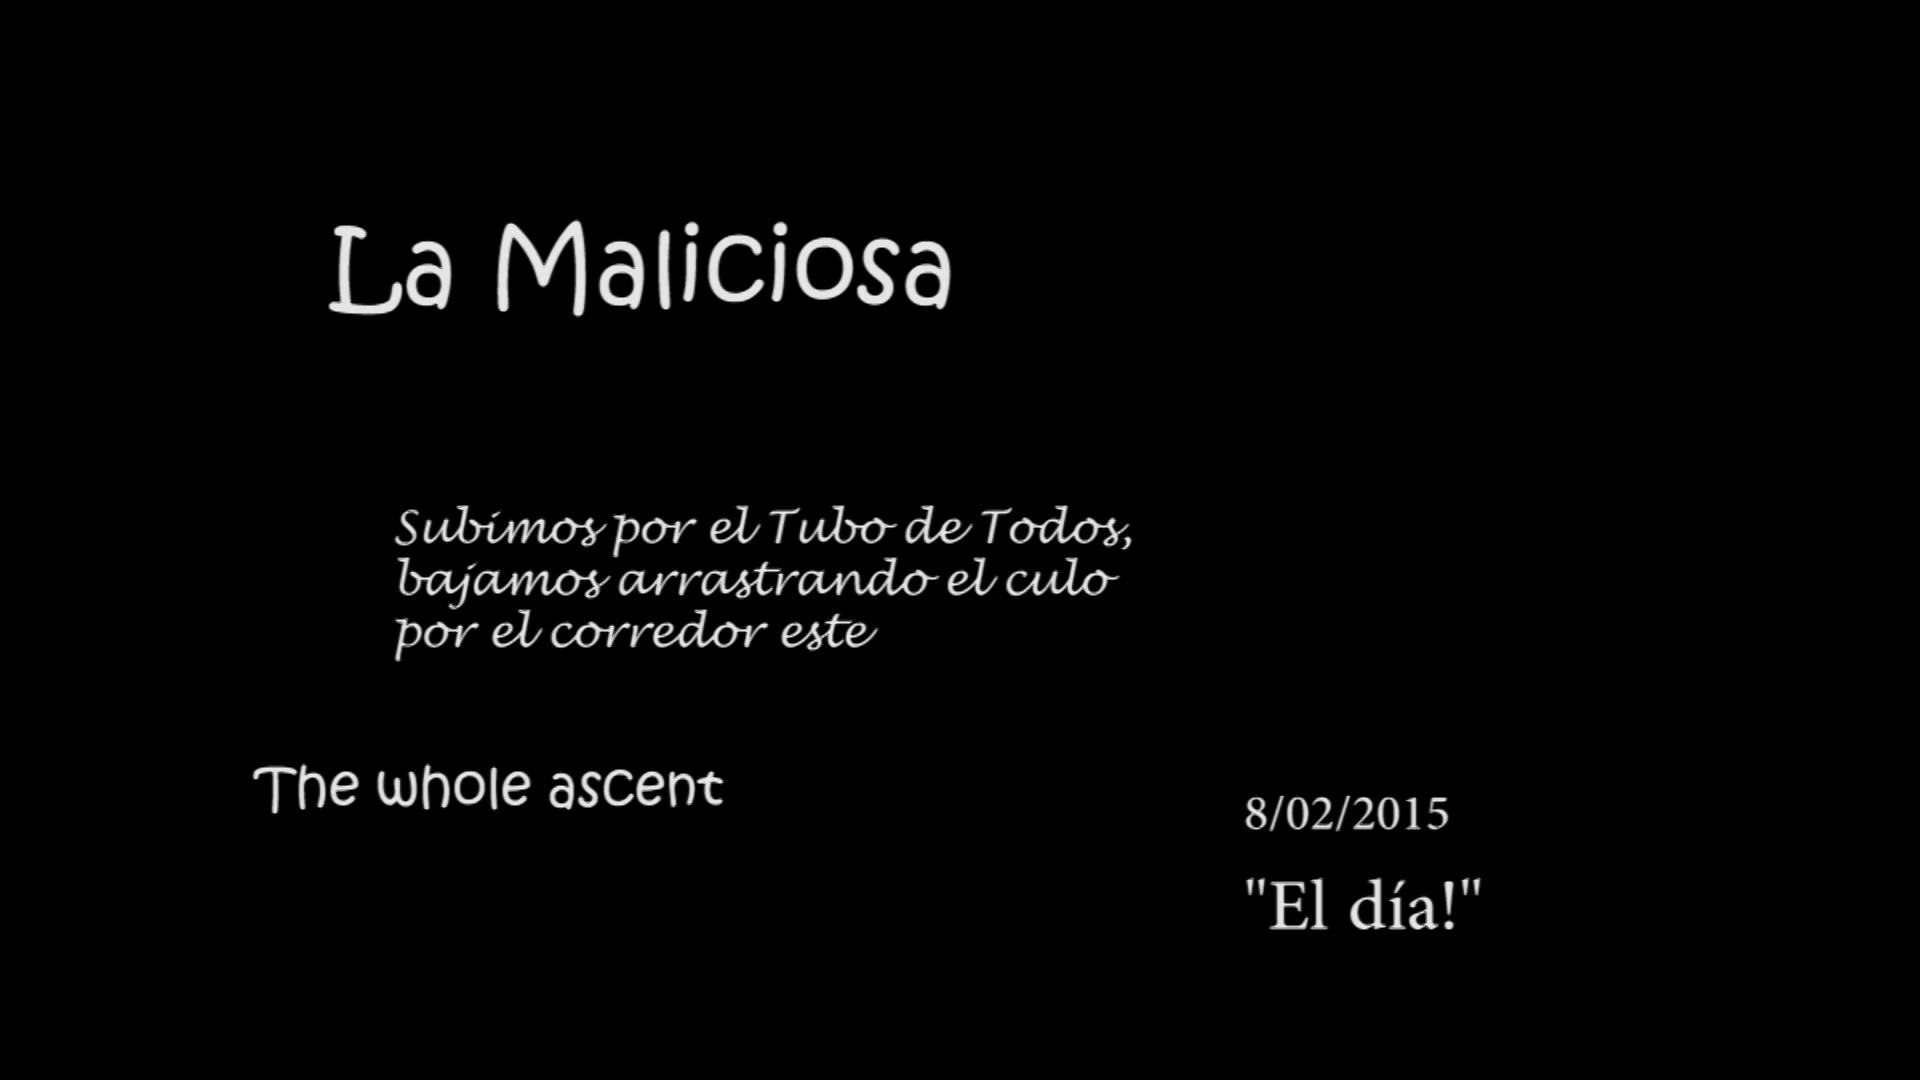 La Maliciosa
Subimos por el Tubo de Todos,
bajamos arrastrando el culo
por el corredor este
The whole ascent
8/02/2015
"El día!"